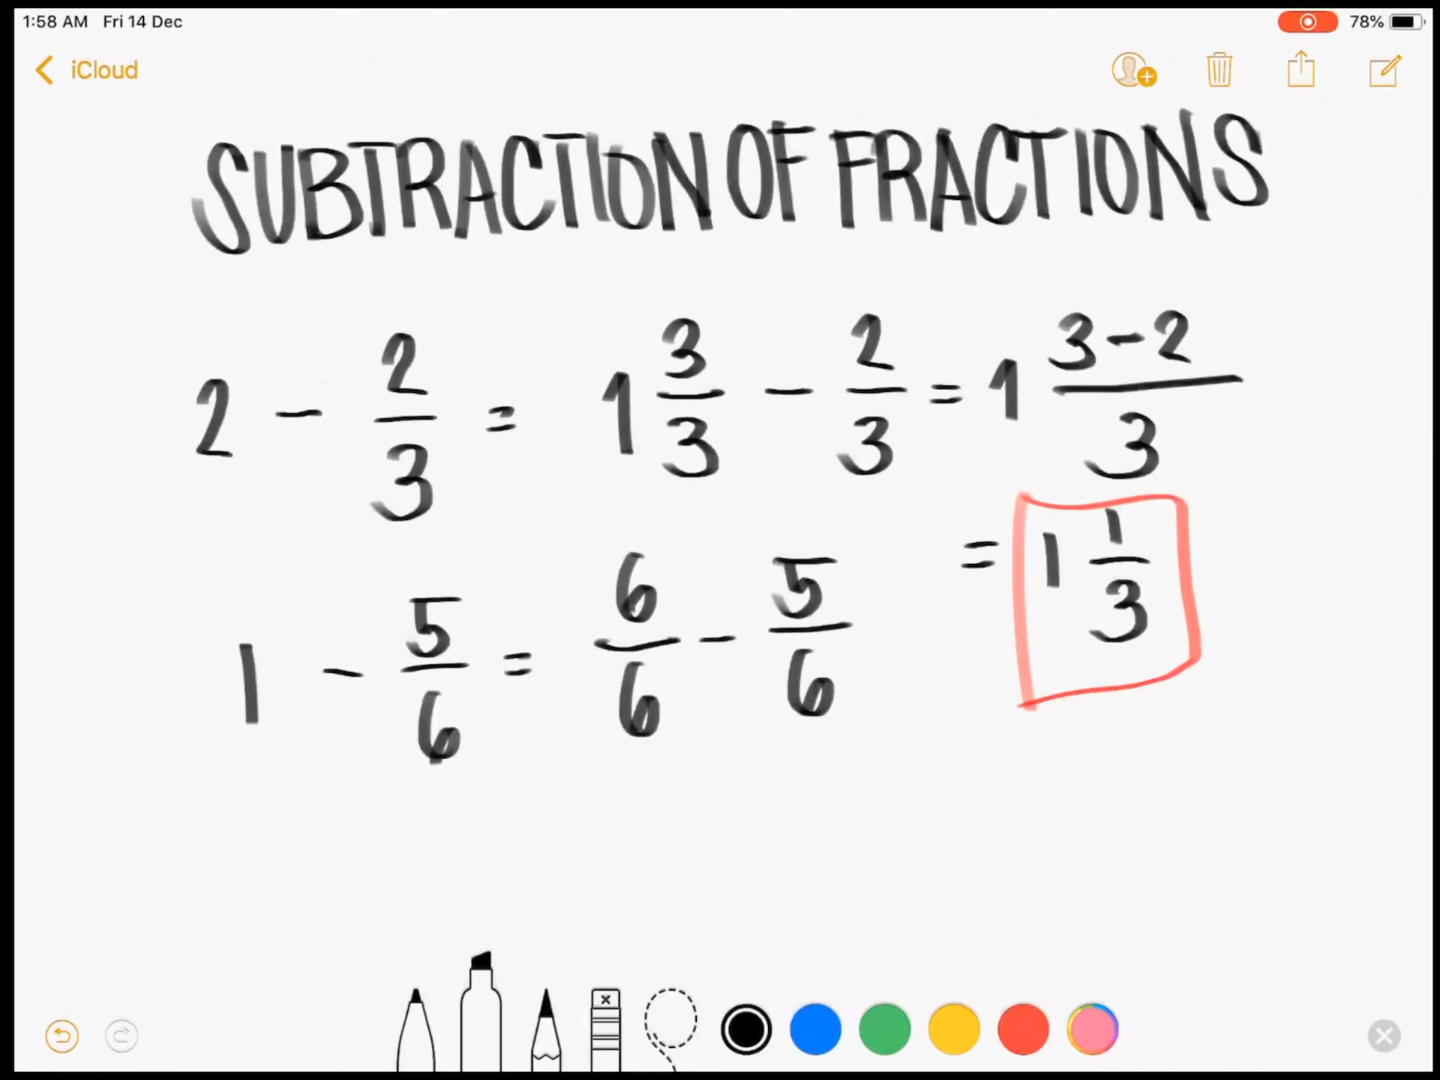 1:58 AM Fri 14 Dec 78%
iCloud
SUBTRACTION OF FRACTIONS
2 - 2/3 = 1 3/3 - 2/3 = 1 3-2/3
= 1 1/3
1 - 5/6 = 6/6 - 5/6